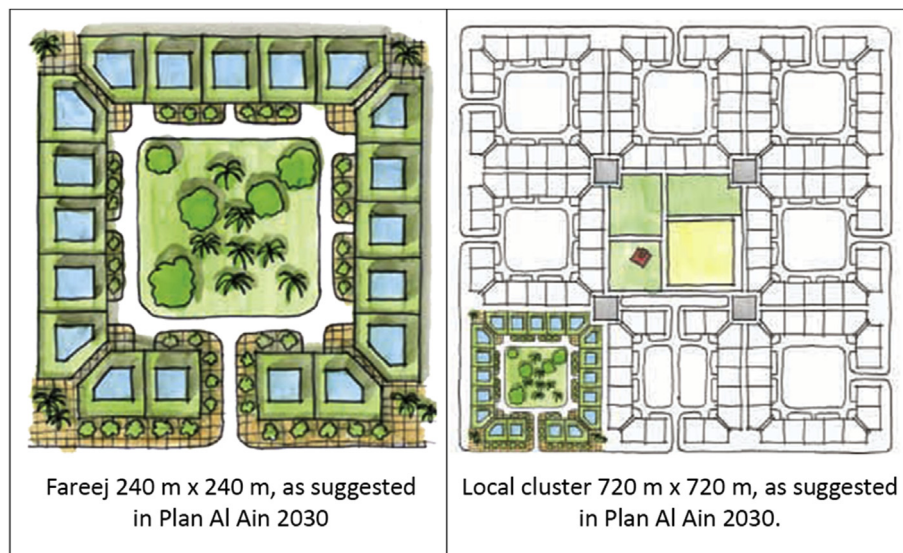 Fareej 240 m x 240 m, as suggested
in Plan Al Ain 2030
Local cluster 720 m x 720 m, as suggested
in Plan Al Ain 2030.